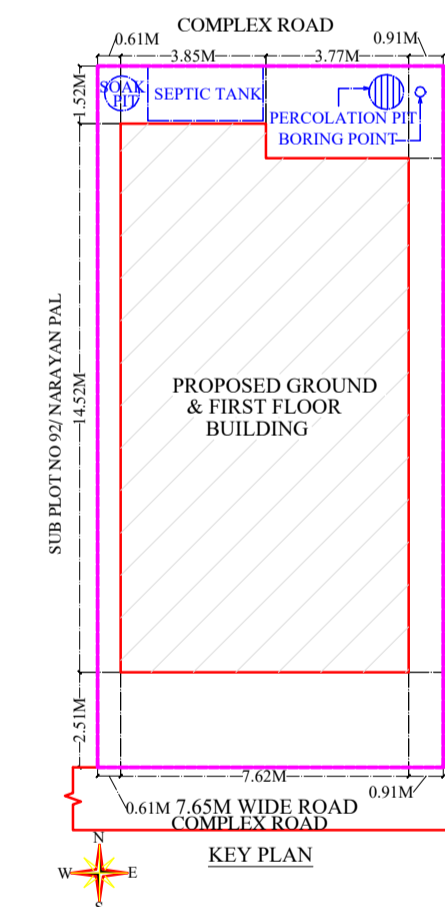 COMPLEX ROAD
0.61M
3.85M
3.77M
0.91M
1.52M
SOAK
PIT
SEPTIC TANK
PERCOLATION PIT
BORING POINT
SUB PLOT NO 92/ NARAYAN PAL
14.52M
PROPOSED GROUND
& FIRST FLOOR
BUILDING
2.51M
7.62M
0.61M
0.91M
7.65M WIDE ROAD
COMPLEX ROAD
KEY PLAN
N
W
E
S